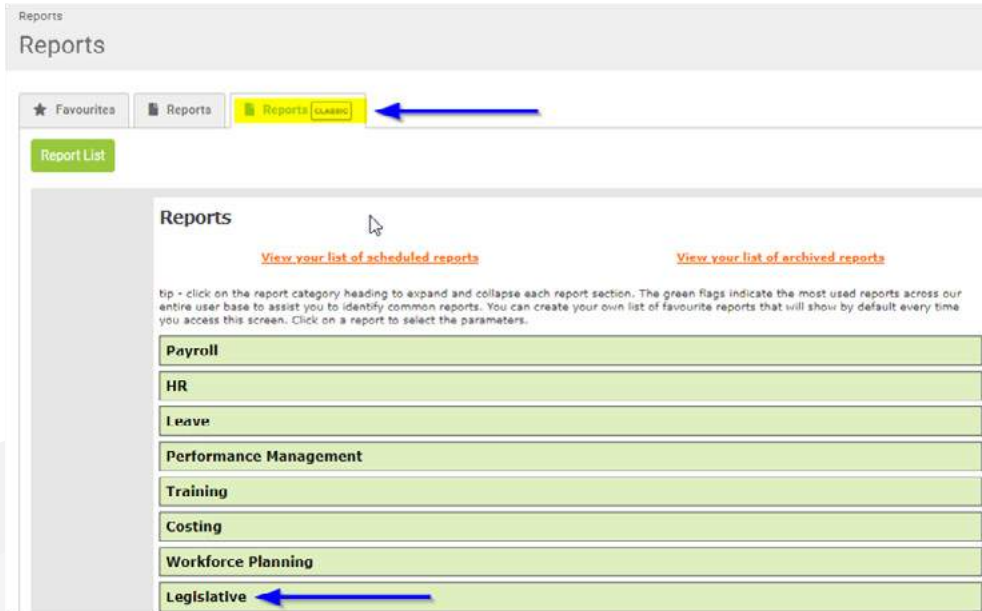 Reports
Reports
Favourites Reports Reports CLASSIC
Report List
Reports
View your list of scheduled reports View your list of archived reports
tip - click on the report category heading to expand and collapse each report section. The green flags indicate the most used reports across our
entire user base to assist you to identify common reports. You can create your own list of favourite reports that will show by default every time
you access this screen. Click on a report to select the parameters.
Payroll
HR
Leave
Performance Management
Training
Costing
Workforce Planning
Legislative